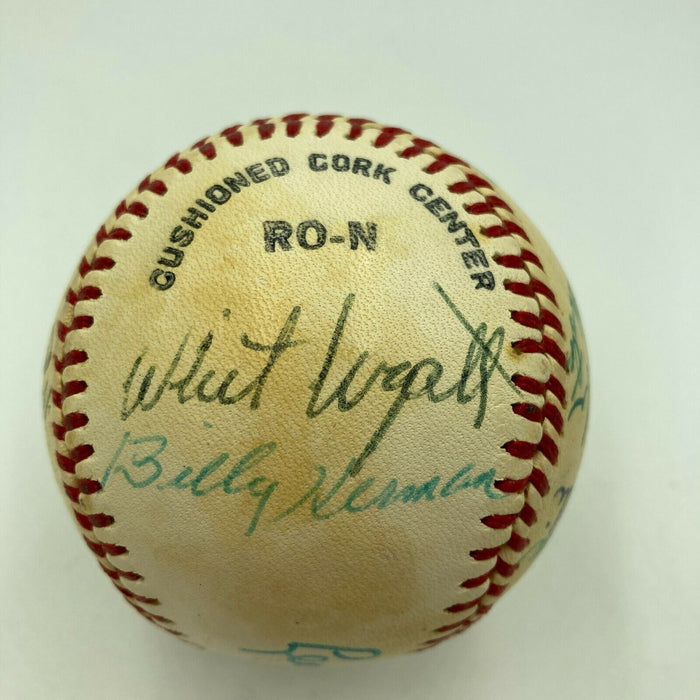 CUSHIONED CORK CENTER
RO-N
Whit Wyatt
Billy Herman